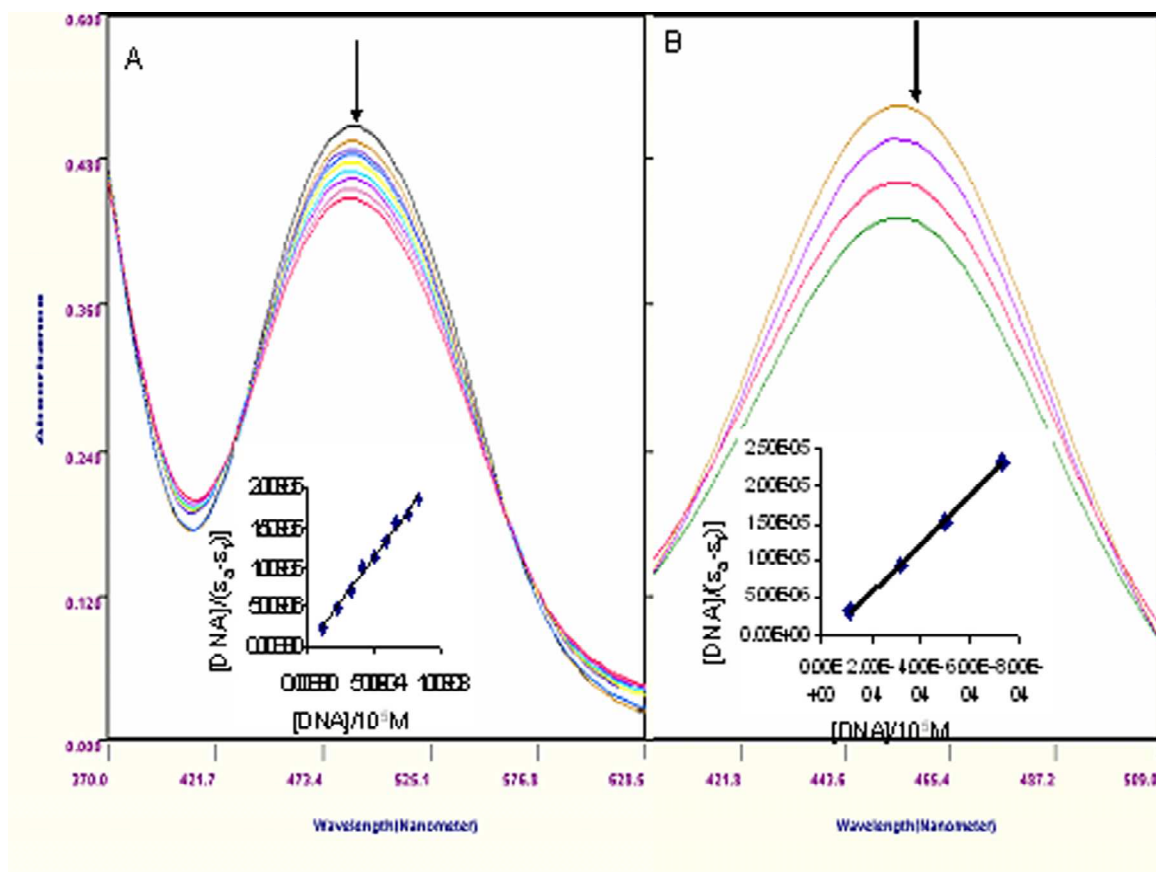 A
B
0.600
0.480
0.360
0.240
0.120
0.000
370.0
421.7
473.4
525.1
576.8
628.5
Wavelength(Nanometer)
[DNA]/(εa-εf)
[DNA]/10⁻⁵M
421.8
443.6
465.4
487.2
509.0
Wavelength(Nanometer)
2.50E-05
2.00E-05
1.50E-05
1.00E-05
5.00E-06
0.00E+00
[DNA]/(εa-εf)
0.00E 2.00E- 4.00E- 6.00E- 8.00E-
+00 04 04 04 04
[DNA]/10⁻⁵M